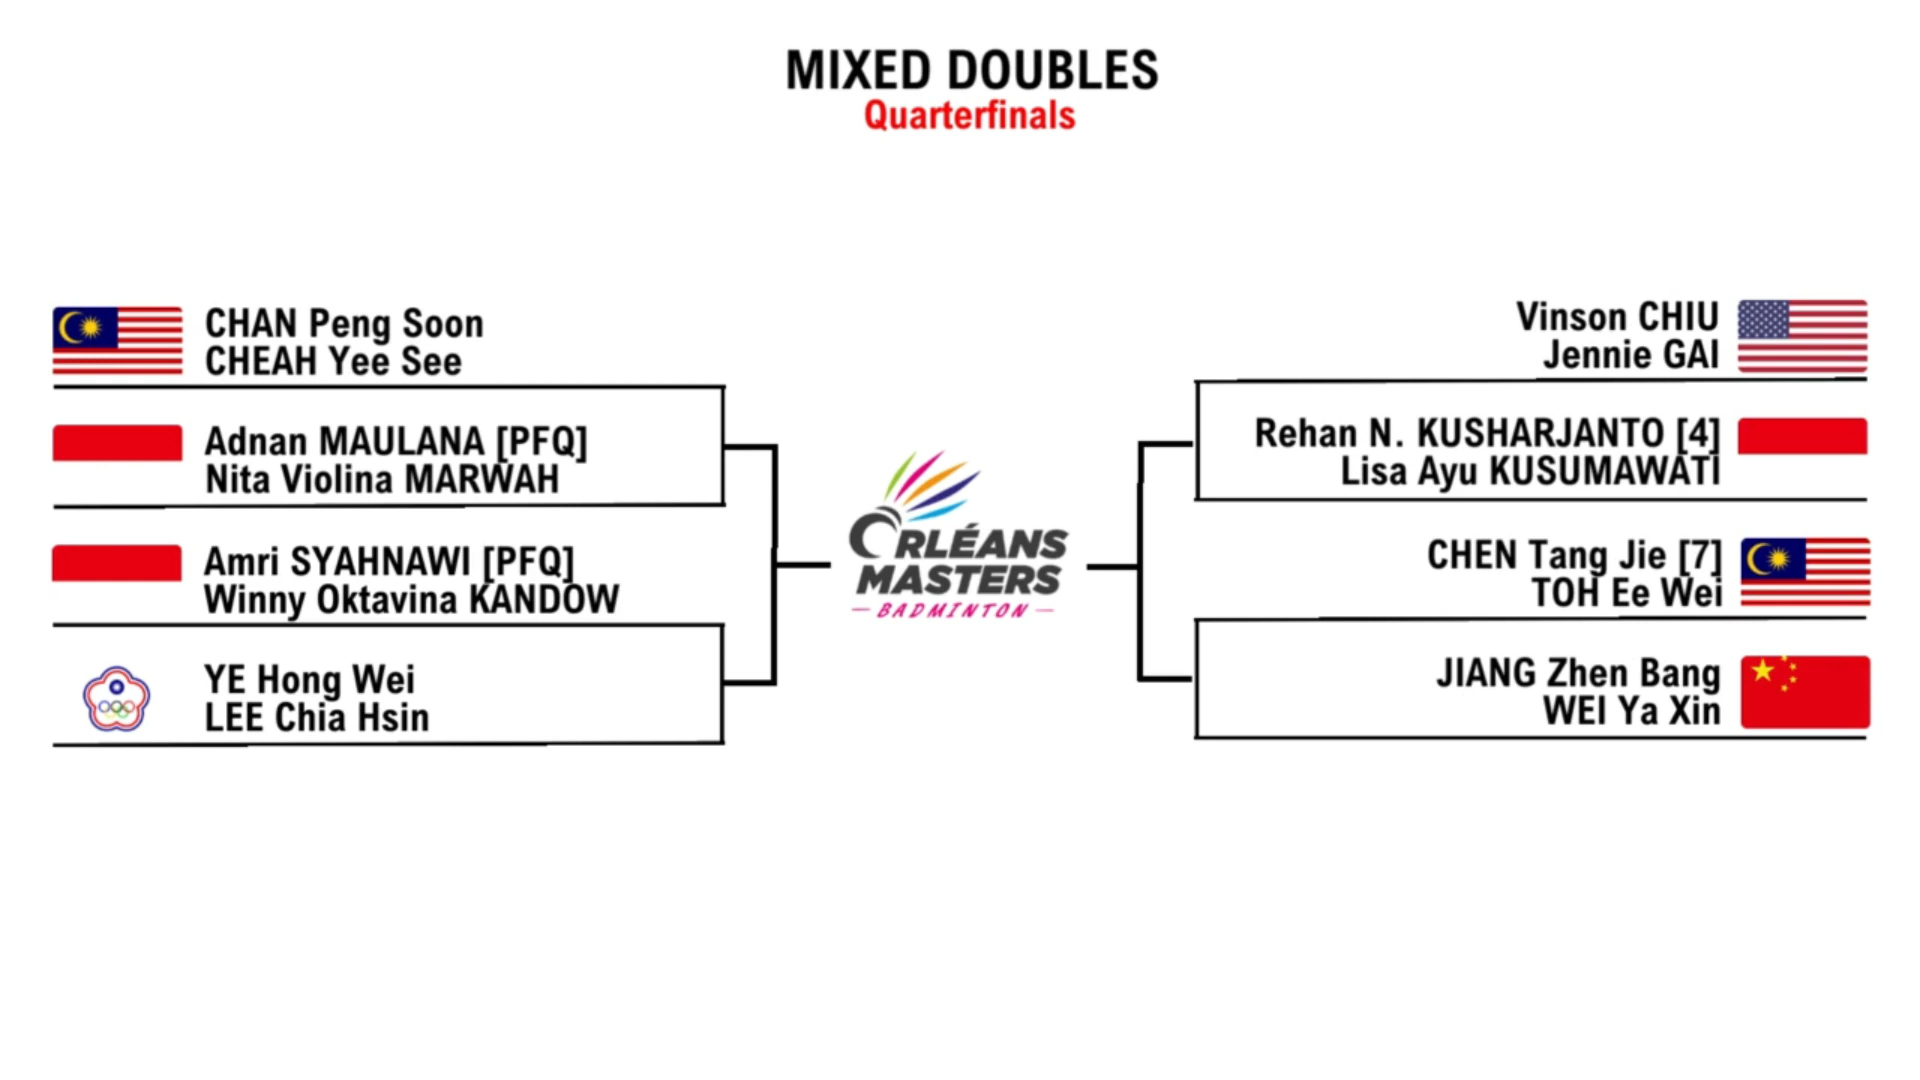 MIXED DOUBLES
Quarterfinals
CHAN Peng Soon
CHEAH Yee See
Adnan MAULANA [PFQ]
Nita Violina MARWAH
Amri SYAHNAWI [PFQ]
Winny Oktavina KANDOW
YE Hong Wei
LEE Chia Hsin
ORLÉANS
MASTERS
BADMINTON
Vinson CHIU
Jennie GAI
Rehan N. KUSHARJANTO [4]
Lisa Ayu KUSUMAWATI
CHEN Tang Jie [7]
TOH Ee Wei
JIANG Zhen Bang
WEI Ya Xin